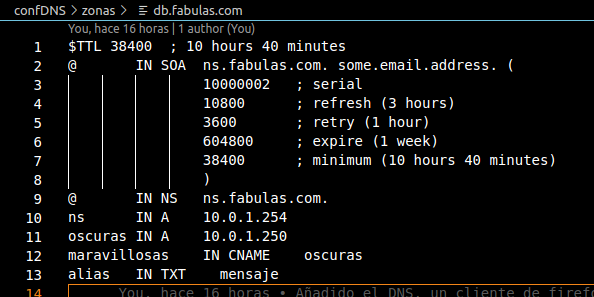 confDNS > zonas > db.fabulas.com
You, hace 16 horas | 1 author (You)
1 $TTL 38400 ; 10 hours 40 minutes
2 @ IN SOA ns.fabulas.com. some.email.address. (
3 10000002 ; serial
4 10800 ; refresh (3 hours)
5 3600 ; retry (1 hour)
6 604800 ; expire (1 week)
7 38400 ; minimum (10 hours 40 minutes)
8 )
9 @ IN NS ns.fabulas.com.
10 ns IN A 10.0.1.254
11 oscuras IN A 10.0.1.250
12 maravillosas IN CNAME oscuras
13 alias IN TXT mensaje
14 You, hace 16 horas • Añadido el DNS, un cliente de firef